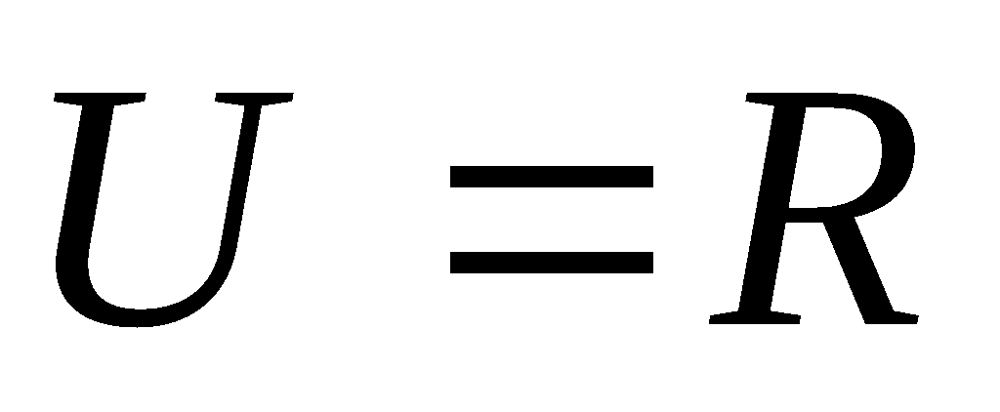 U = R